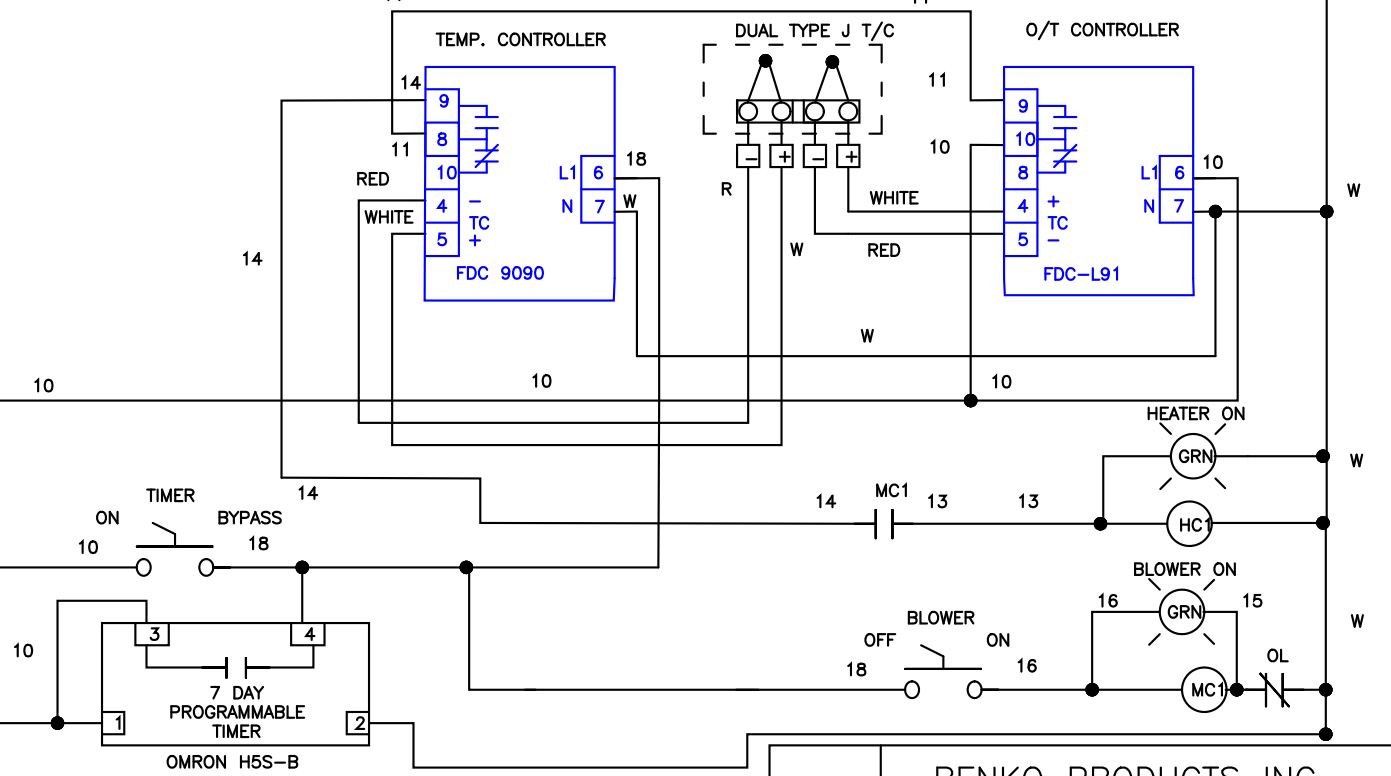 TEMP. CONTROLLER
DUAL TYPE J T/C
O/T CONTROLLER
14
9
8
11
10
RED
4 -
WHITE
TC
5 +
FDC 9090
L1 6 18
N 7 W
- + - +
R
W
WHITE
RED
11
9
10
10
8
4 +
TC
5 -
FDC-L91
L1 6 10
N 7
W
14
W
10
10
10
HEATER ON
GRN
W
14
TIMER
ON BYPASS
10 18
14 MC1 13 13
HC1
BLOWER ON
16 GRN 15
W
3 4
10
7 DAY
PROGRAMMABLE
TIMER
1 2
OMRON H5S-B
BLOWER
OFF ON
18 16
MC1
OL